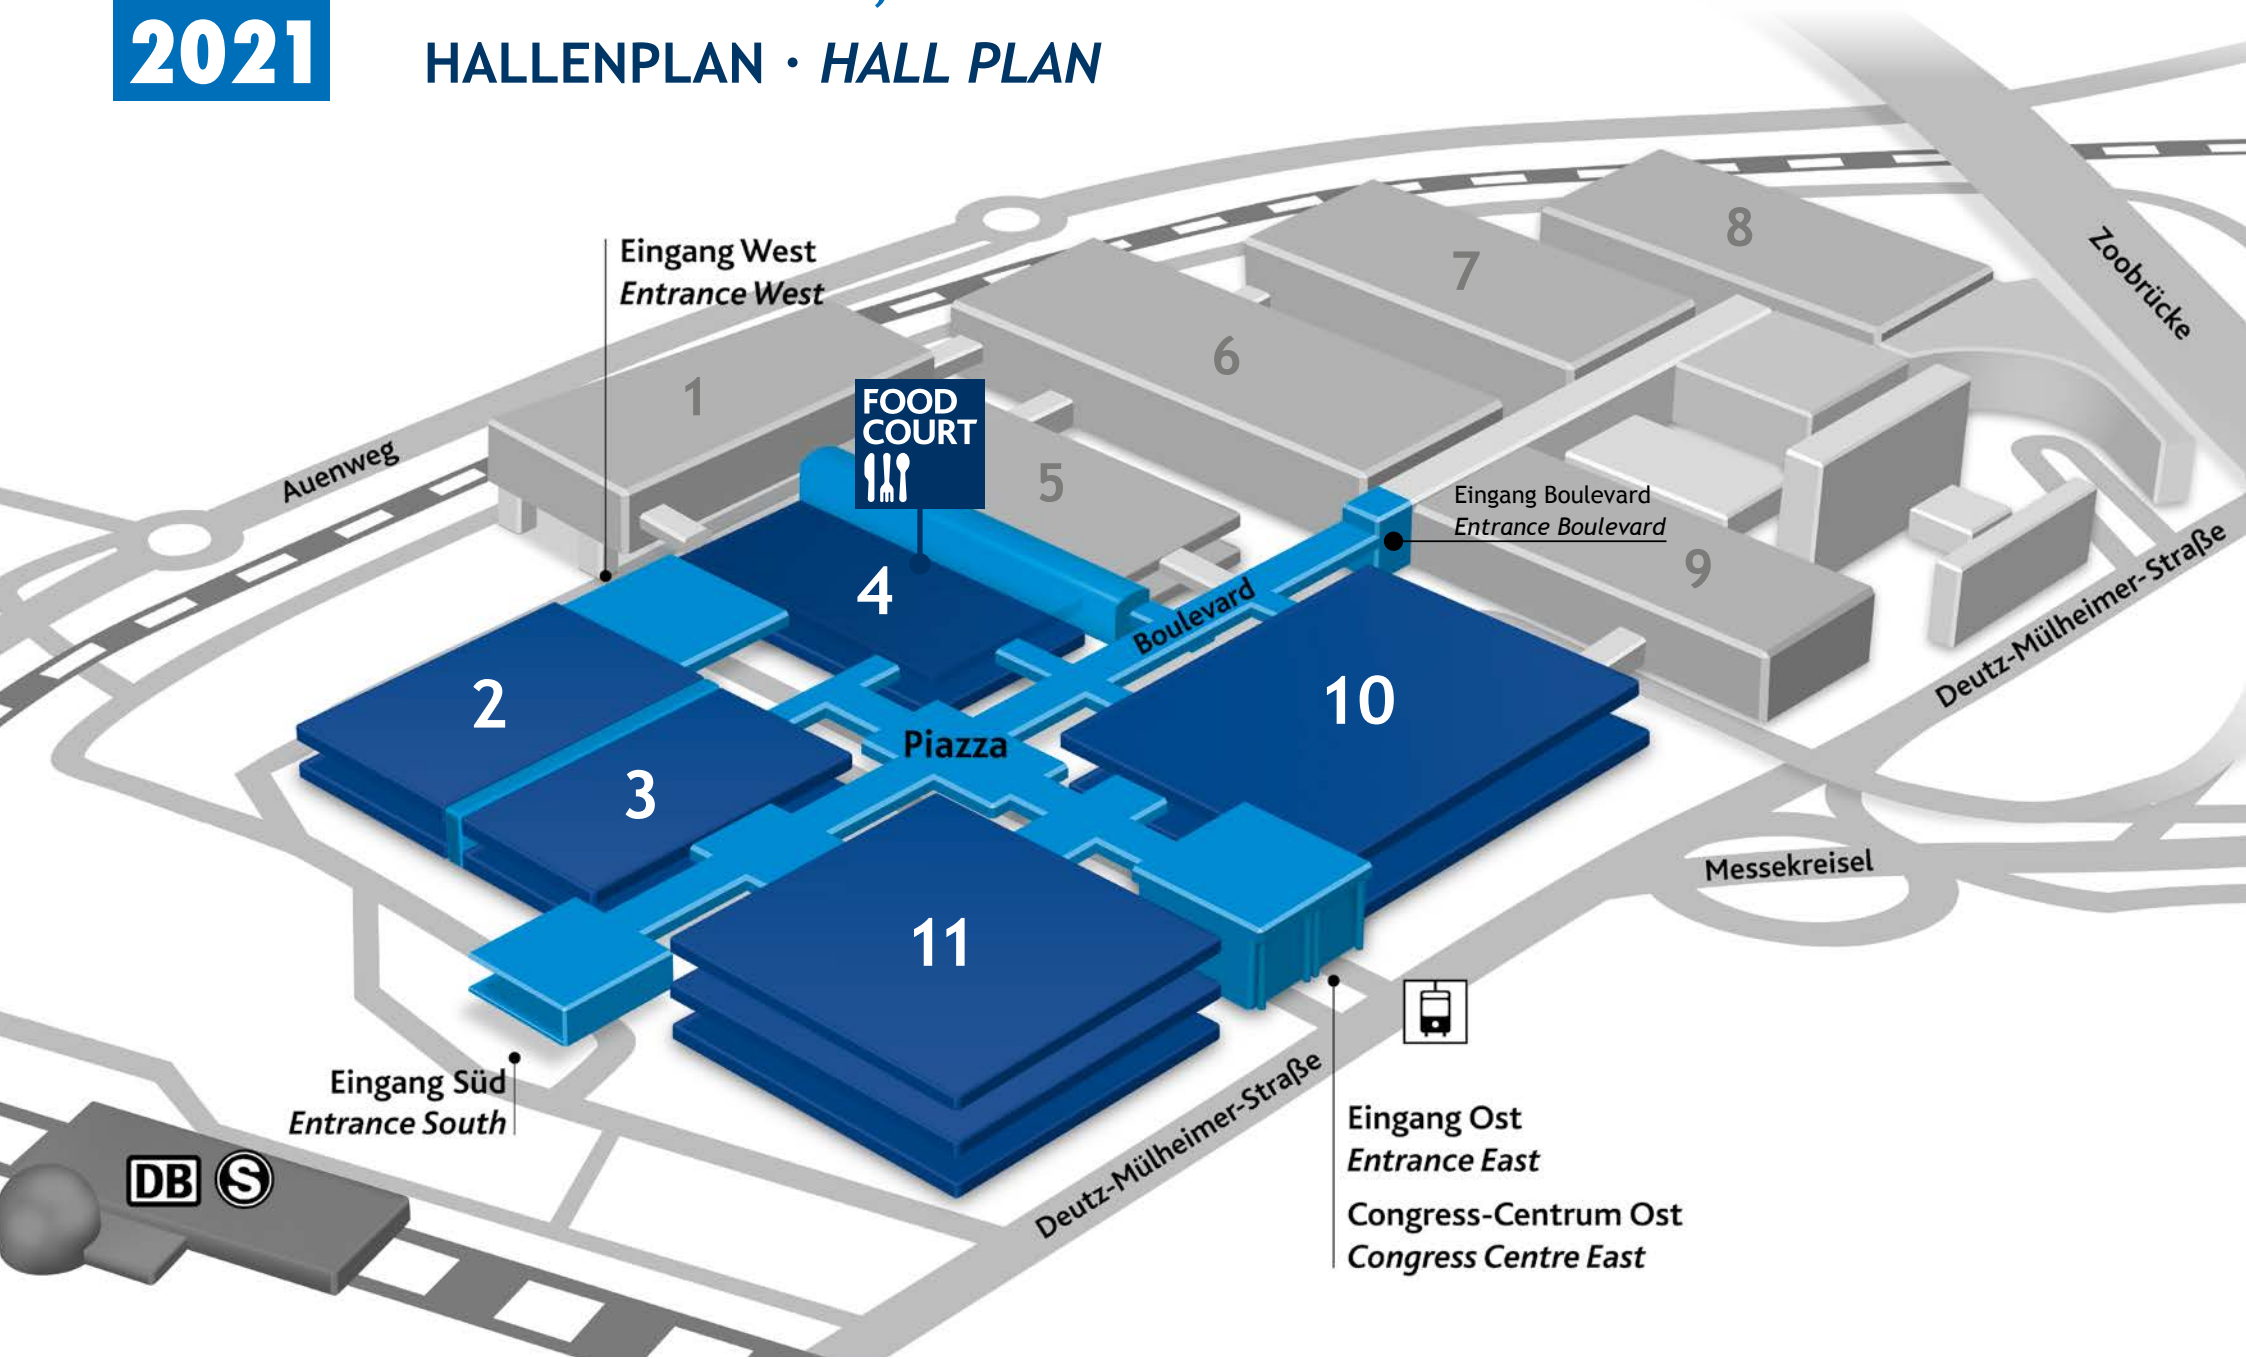 2021
HALLENPLAN · HALL PLAN
Eingang West
Entrance West
8
7
Zoobrücke
6
1
FOOD
COURT
5
Auenweg
Eingang Boulevard
Entrance Boulevard
9
4
Boulevard
Deutz-Mülheimer-Straße
2
10
Piazza
3
Messekreisel
11
Eingang Süd
Entrance South
DB S
Deutz-Mülheimer-Straße
Eingang Ost
Entrance East
Congress-Centrum Ost
Congress Centre East